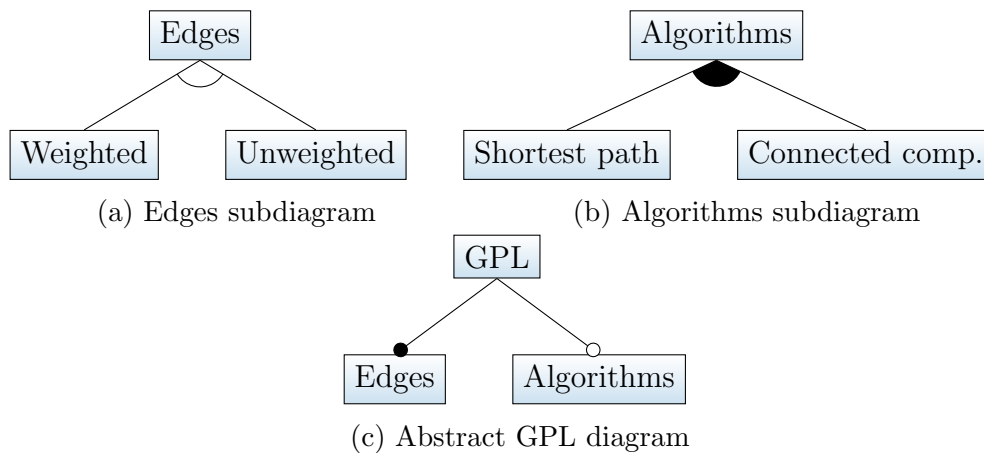 Edges
Algorithms
Weighted
Unweighted
Shortest path
Connected comp.
(a) Edges subdiagram
(b) Algorithms subdiagram
GPL
Edges
Algorithms
(c) Abstract GPL diagram